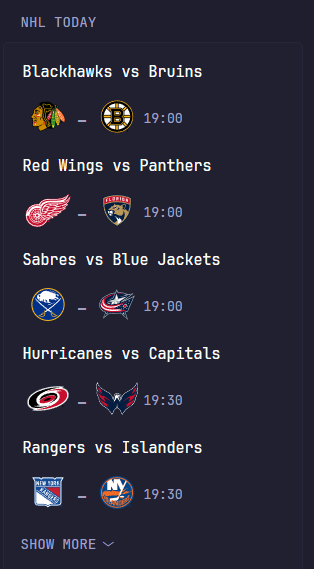 NHL TODAY
Blackhawks vs Bruins
– 19:00
Red Wings vs Panthers
FLORIDA
– 19:00
Sabres vs Blue Jackets
– 19:00
Hurricanes vs Capitals
– 19:30
Rangers vs Islanders
NEW YORK
RANGERS
NY
– 19:30
SHOW MORE